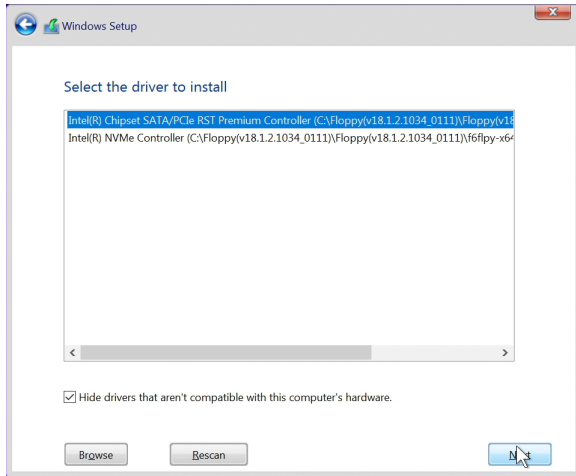 Windows Setup
Select the driver to install
Intel(R) Chipset SATA/PCIe RST Premium Controller (C:\Floppy(v18.1.2.1034_0111)\Floppy(v18
Intel(R) NVMe Controller (C:\Floppy(v18.1.2.1034_0111)\Floppy(v18.1.2.1034_0111)\f6flpy-x64
Hide drivers that aren't compatible with this computer's hardware.
Browse
Rescan
Next